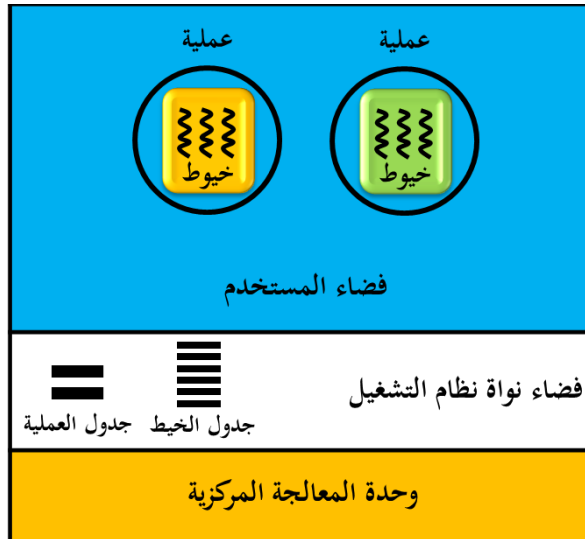 عملية
عملية
خيوط
خيوط
فضاء المستخدم
فضاء نواة نظام التشغيل
جدول الخيط
جدول العملية
وحدة المعالجة المركزية